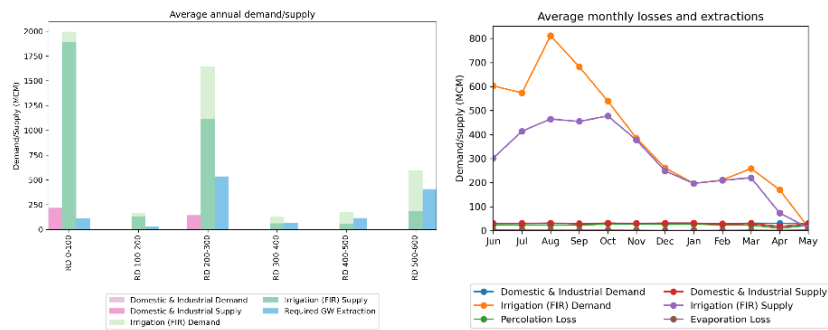 Average annual demand/supply
Demand/Supply (MCM)
2000
1750
1500
1250
1000
750
500
250
0
RD 0-100
RD 100-200
RD 200-300
RD 300-400
RD 400-500
RD 500-600
Domestic & Industrial Demand
Domestic & Industrial Supply
Irrigation (FIR) Demand
Irrigation (FIR) Supply
Required GW Extraction
Average monthly losses and extractions
Demand/supply (MCM)
800
700
600
500
400
300
200
100
0
Jun Jul Aug Sep Oct Nov Dec Jan Feb Mar Apr May
Domestic & Industrial Demand
Irrigation (FIR) Demand
Percolation Loss
Domestic & Industrial Supply
Irrigation (FIR) Supply
Evaporation Loss